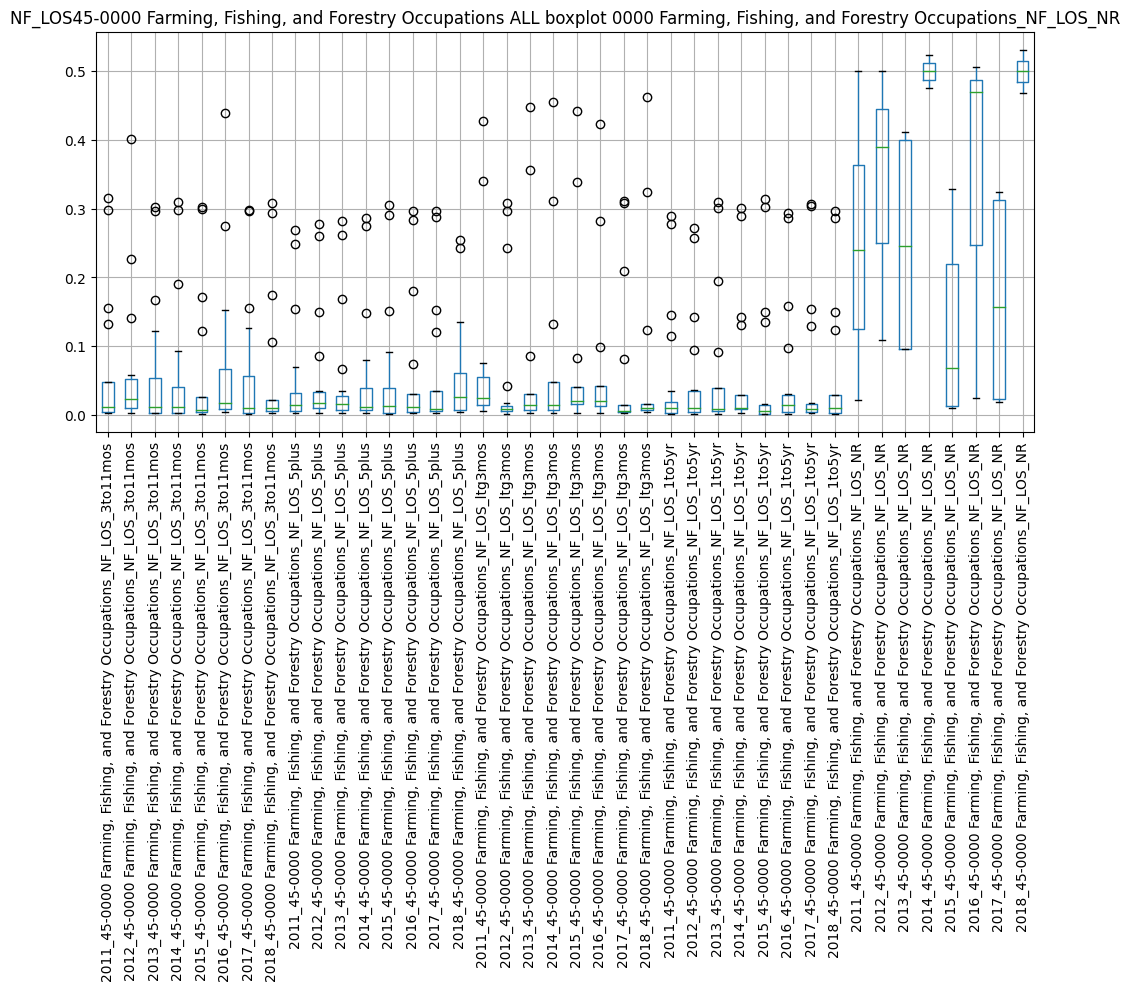 NF_LOS45-0000 Farming, Fishing, and Forestry Occupations ALL boxplot 0000 Farming, Fishing, and Forestry Occupations_NF_LOS_NR
0.5
0.4
0.3
0.2
0.1
0.0
2011_45-0000 Farming, Fishing, and Forestry Occupations_NF_LOS_3to11mos
2012_45-0000 Farming, Fishing, and Forestry Occupations_NF_LOS_3to11mos
2013_45-0000 Farming, Fishing, and Forestry Occupations_NF_LOS_3to11mos
2014_45-0000 Farming, Fishing, and Forestry Occupations_NF_LOS_3to11mos
2015_45-0000 Farming, Fishing, and Forestry Occupations_NF_LOS_3to11mos
2016_45-0000 Farming, Fishing, and Forestry Occupations_NF_LOS_3to11mos
2017_45-0000 Farming, Fishing, and Forestry Occupations_NF_LOS_3to11mos
2018_45-0000 Farming, Fishing, and Forestry Occupations_NF_LOS_3to11mos
2011_45-0000 Farming, Fishing, and Forestry Occupations_NF_LOS_5plus
2012_45-0000 Farming, Fishing, and Forestry Occupations_NF_LOS_5plus
2013_45-0000 Farming, Fishing, and Forestry Occupations_NF_LOS_5plus
2014_45-0000 Farming, Fishing, and Forestry Occupations_NF_LOS_5plus
2015_45-0000 Farming, Fishing, and Forestry Occupations_NF_LOS_5plus
2016_45-0000 Farming, Fishing, and Forestry Occupations_NF_LOS_5plus
2017_45-0000 Farming, Fishing, and Forestry Occupations_NF_LOS_5plus
2018_45-0000 Farming, Fishing, and Forestry Occupations_NF_LOS_5plus
2011_45-0000 Farming, Fishing, and Forestry Occupations_NF_LOS_ltg3mos
2012_45-0000 Farming, Fishing, and Forestry Occupations_NF_LOS_ltg3mos
2013_45-0000 Farming, Fishing, and Forestry Occupations_NF_LOS_ltg3mos
2014_45-0000 Farming, Fishing, and Forestry Occupations_NF_LOS_ltg3mos
2015_45-0000 Farming, Fishing, and Forestry Occupations_NF_LOS_ltg3mos
2016_45-0000 Farming, Fishing, and Forestry Occupations_NF_LOS_ltg3mos
2017_45-0000 Farming, Fishing, and Forestry Occupations_NF_LOS_ltg3mos
2018_45-0000 Farming, Fishing, and Forestry Occupations_NF_LOS_ltg3mos
2011_45-0000 Farming, Fishing, and Forestry Occupations_NF_LOS_1to5yr
2012_45-0000 Farming, Fishing, and Forestry Occupations_NF_LOS_1to5yr
2013_45-0000 Farming, Fishing, and Forestry Occupations_NF_LOS_1to5yr
2014_45-0000 Farming, Fishing, and Forestry Occupations_NF_LOS_1to5yr
2015_45-0000 Farming, Fishing, and Forestry Occupations_NF_LOS_1to5yr
2016_45-0000 Farming, Fishing, and Forestry Occupations_NF_LOS_1to5yr
2017_45-0000 Farming, Fishing, and Forestry Occupations_NF_LOS_1to5yr
2018_45-0000 Farming, Fishing, and Forestry Occupations_NF_LOS_1to5yr
2011_45-0000 Farming, Fishing, and Forestry Occupations_NF_LOS_NR
2012_45-0000 Farming, Fishing, and Forestry Occupations_NF_LOS_NR
2013_45-0000 Farming, Fishing, and Forestry Occupations_NF_LOS_NR
2014_45-0000 Farming, Fishing, and Forestry Occupations_NF_LOS_NR
2015_45-0000 Farming, Fishing, and Forestry Occupations_NF_LOS_NR
2016_45-0000 Farming, Fishing, and Forestry Occupations_NF_LOS_NR
2017_45-0000 Farming, Fishing, and Forestry Occupations_NF_LOS_NR
2018_45-0000 Farming, Fishing, and Forestry Occupations_NF_LOS_NR